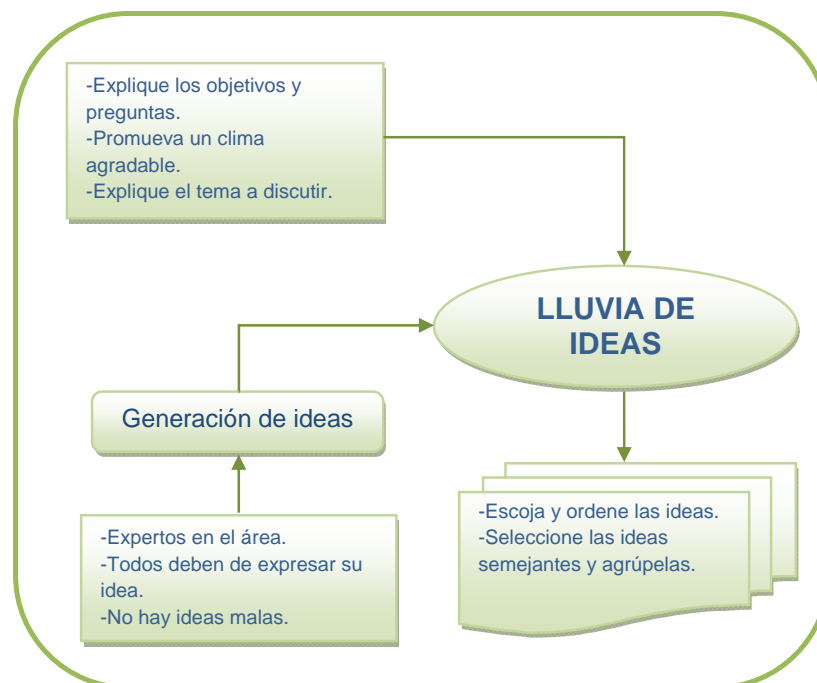 -Explique los objetivos y
preguntas.
-Promueva un clima
agradable.
-Explique el tema a discutir.
LLUVIA DE
IDEAS
Generación de ideas
-Expertos en el área.
-Todos deben de expresar su
idea.
-No hay ideas malas.
-Escoja y ordene las ideas.
-Seleccione las ideas
semejantes y agrúpelas.